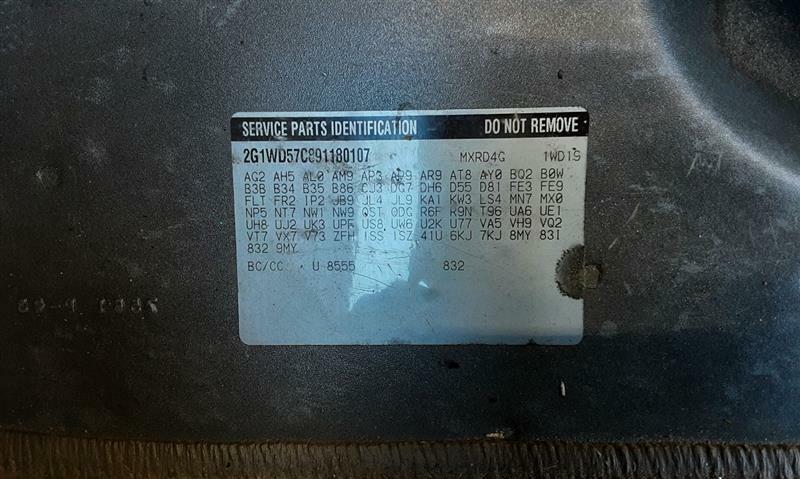 SERVICE PARTS IDENTIFICATION DO NOT REMOVE
2G1WD57C891180107 MXRD4G 1WD19
AG2 AH5 AL0 AM9 AP3 AP9 AR9 AT8 AY0 BQ2 B0W
B3B B34 B35 B86 CJ3 DG7 DH6 D55 D81 FE3 FE9
FLT FR2 IP2 JB9 JL4 JL9 KA1 KW3 LS4 MN7 MX0
NP5 NT7 NW1 NW9 QST QDG R6F R9N T96 UA6 UE1
UH8 UJ2 UK3 UPF US8 UW6 U2K U77 VA5 VH9 VQ2
VT7 VX7 V73 ZFH 1SS 1SZ 41U 6KJ 7KJ 8MY 83I
832 9MY
BC/CC U 8555 832